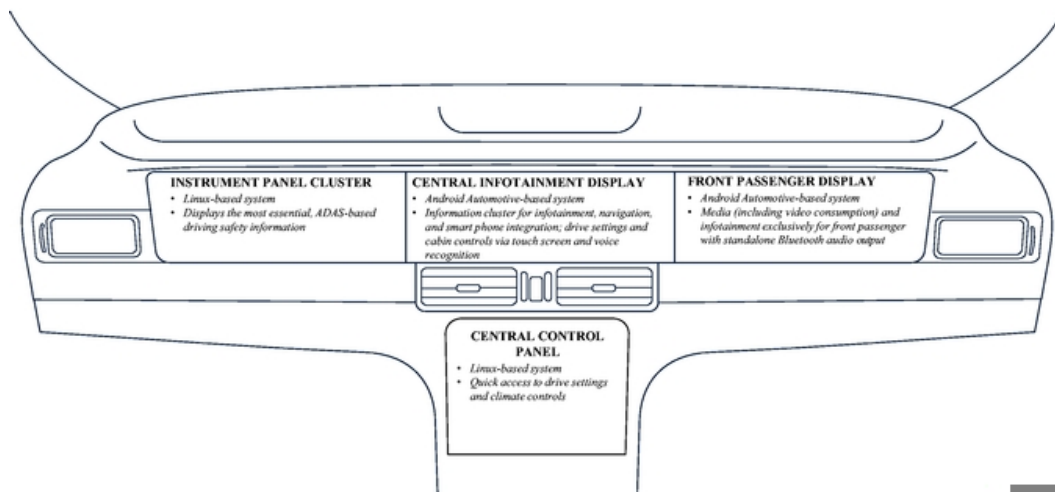 INSTRUMENT PANEL CLUSTER
• Linux-based system
• Displays the most essential, ADAS-based
driving safety information
CENTRAL INFOTAINMENT DISPLAY
• Android Automotive-based system
• Information cluster for infotainment, navigation,
and smart phone integration; drive settings and
cabin controls via touch screen and voice
recognition
FRONT PASSENGER DISPLAY
• Android Automotive-based system
• Media (including video consumption) and
infotainment exclusively for front passenger
with standalone Bluetooth audio output
CENTRAL CONTROL
PANEL
• Linux-based system
• Quick access to drive settings
and climate controls